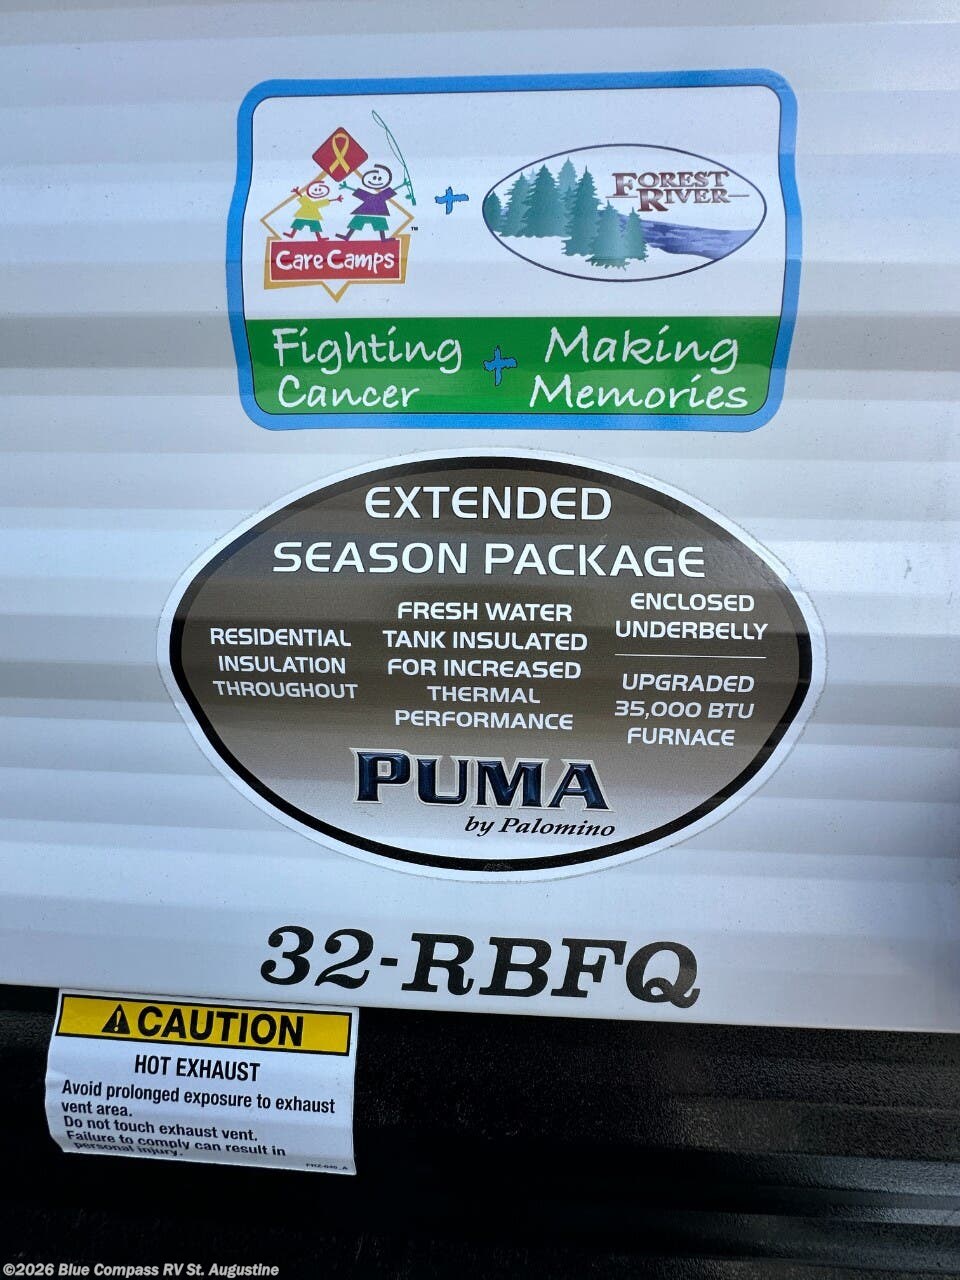 Care Camps
™
+
FOREST
RIVER
Fighting + Making
Cancer Memories
EXTENDED
SEASON PACKAGE
RESIDENTIAL
INSULATION
THROUGHOUT
FRESH WATER
TANK INSULATED
FOR INCREASED
THERMAL
PERFORMANCE
ENCLOSED
UNDERBELLY
UPGRADED
35,000 BTU
FURNACE
PUMA
by Palomino
32-RBFQ
CAUTION
HOT EXHAUST
Avoid prolonged exposure to exhaust
vent area.
Do not touch exhaust vent.
Failure to comply can result in
personal injury.
©2026 Blue Compass RV St. Augustine